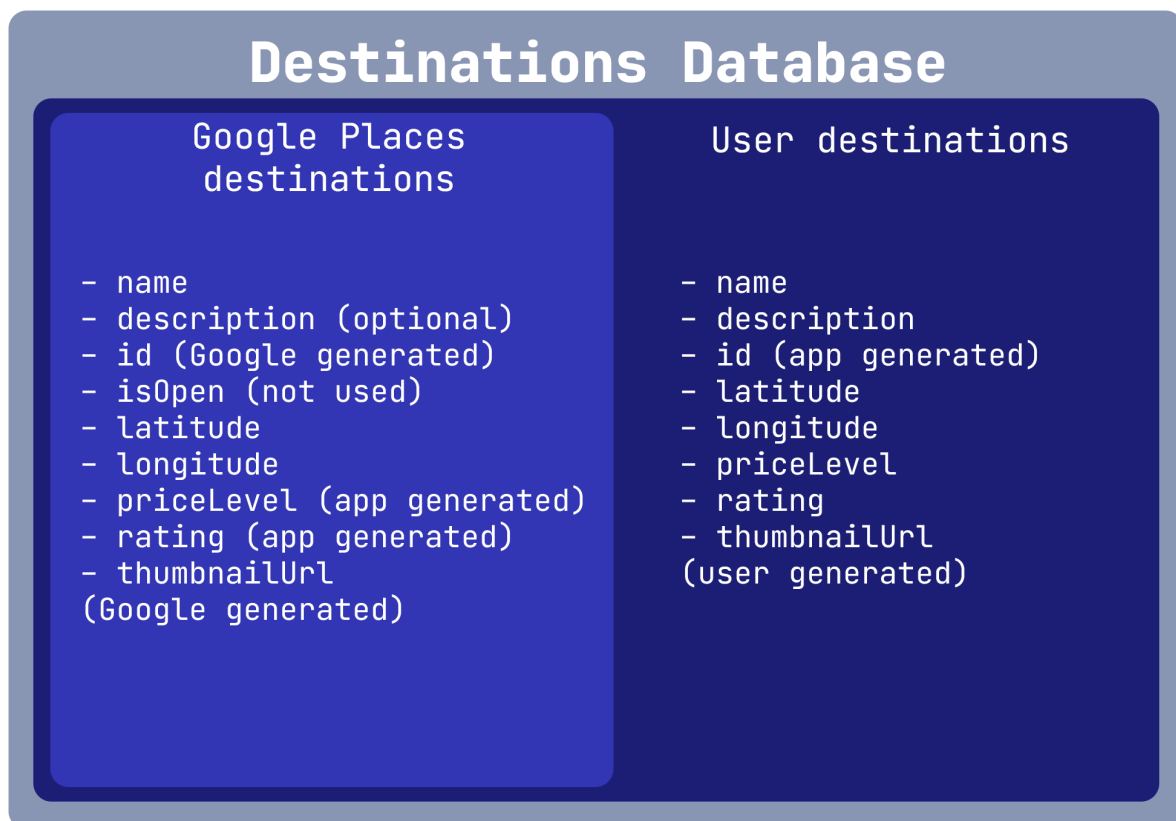 Destinations Database
Google Places
destinations
- name
- description (optional)
- id (Google generated)
- isOpen (not used)
- latitude
- longitude
- priceLevel (app generated)
- rating (app generated)
- thumbnailUrl
(Google generated)
User destinations
- name
- description
- id (app generated)
- latitude
- longitude
- priceLevel
- rating
- thumbnailUrl
(user generated)